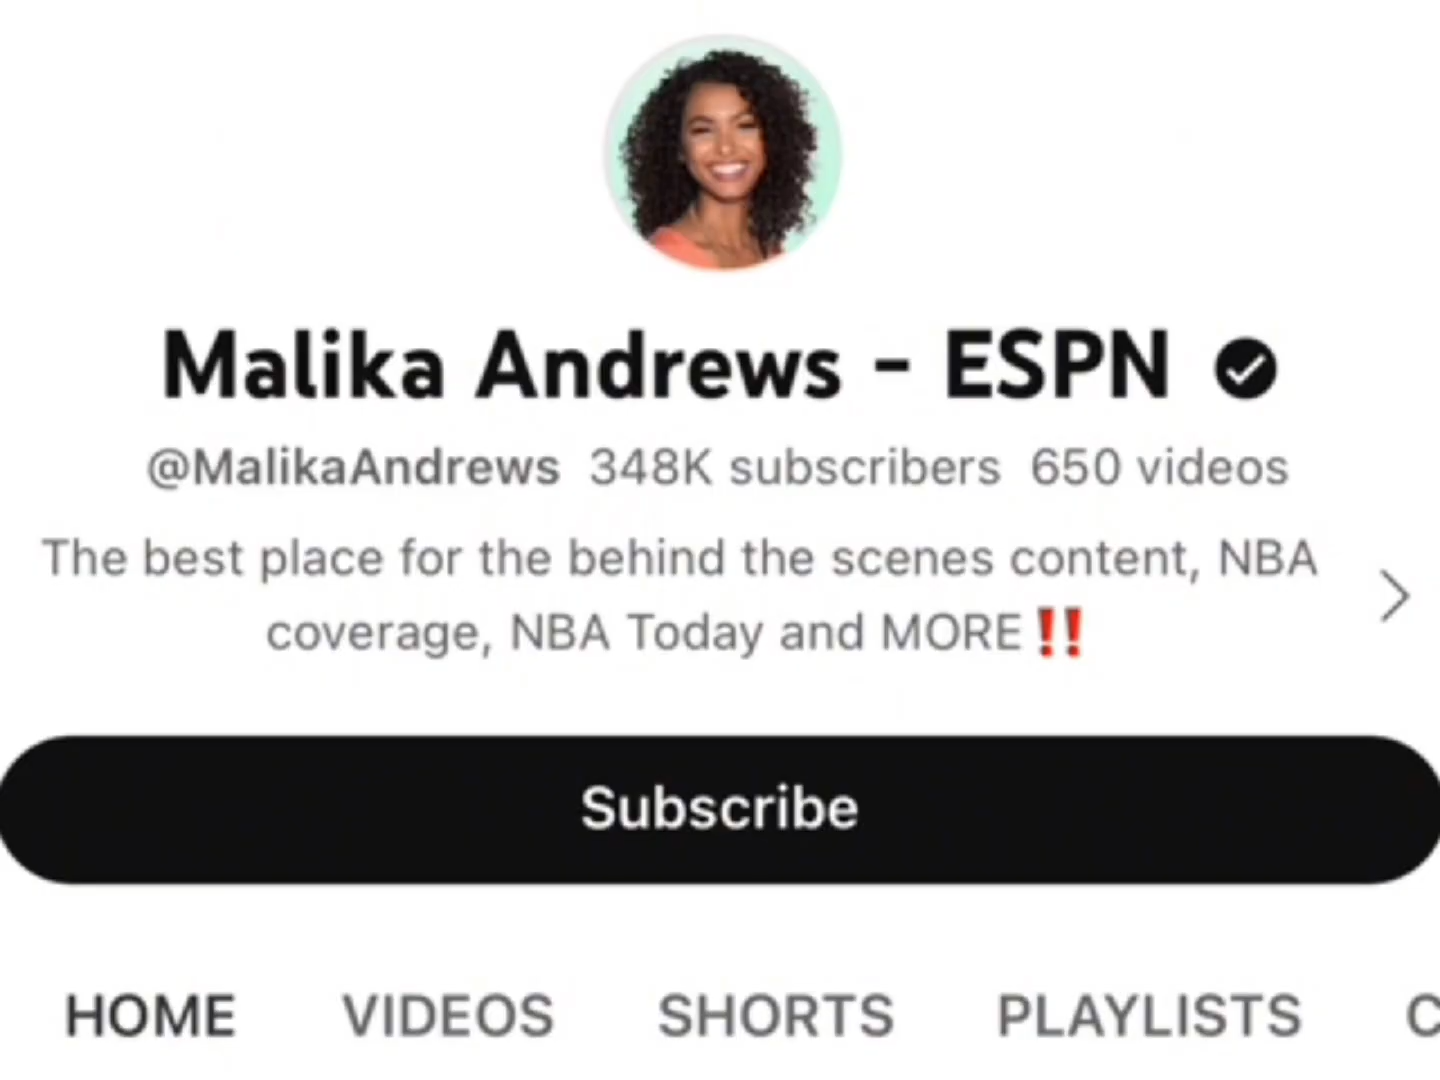 Malika Andrews - ESPN
@MalikaAndrews 348K subscribers 650 videos
The best place for the behind the scenes content, NBA
coverage, NBA Today and MORE‼️
Subscribe
HOME VIDEOS SHORTS PLAYLISTS C